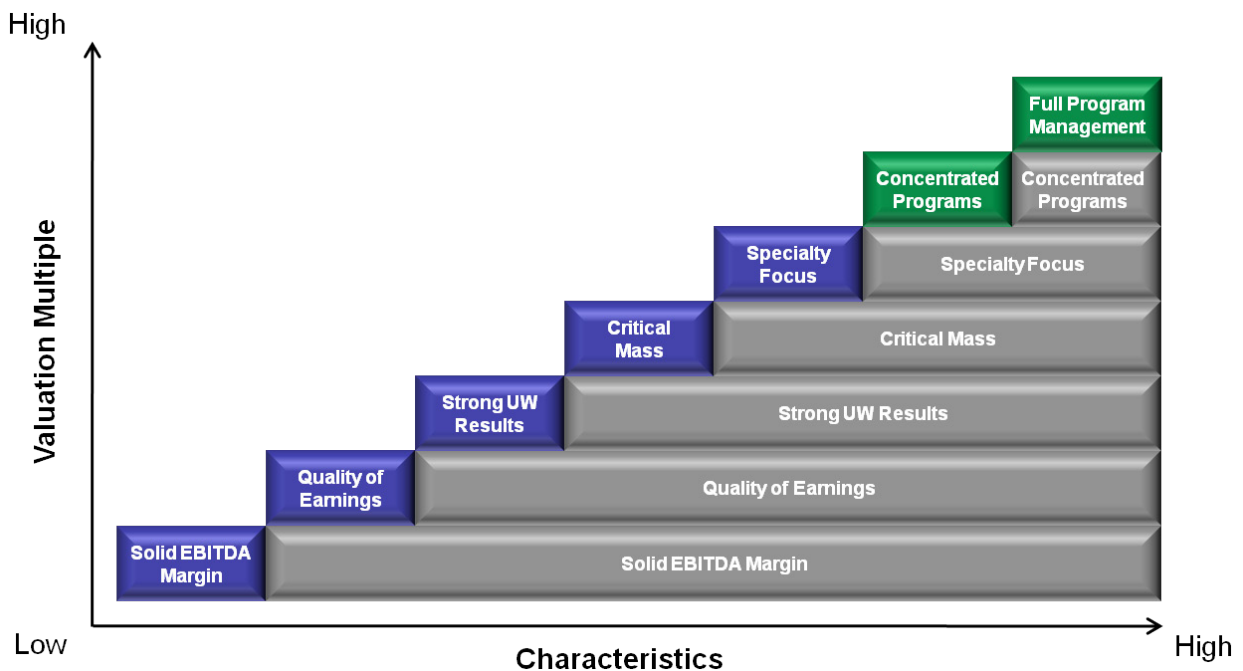 High
Full Program
Management
Concentrated
Programs
Concentrated
Programs
Specialty
Focus
Specialty Focus
Critical
Mass
Critical Mass
Strong UW
Results
Strong UW Results
Quality of
Earnings
Quality of Earnings
Solid EBITDA
Margin
Solid EBITDA Margin
Valuation Multiple
Low
Characteristics
High